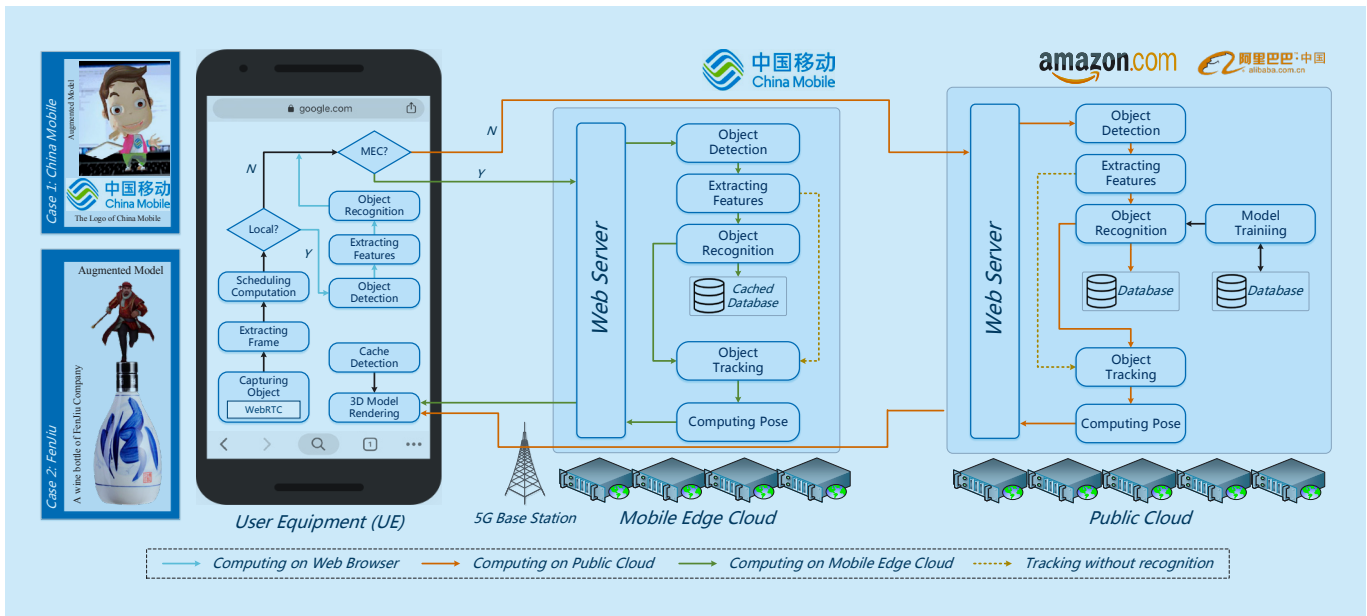 Case 1: China Mobile
Augmented Model
中国移动
China Mobile
The Logo of China Mobile
Case 2: FenJiu
Augmented Model
A wine bottle of FenJiu Company
google.com
MEC?
N
Object
Recognition
Local?
Y
Extracting
Features
Scheduling
Computation
Object
Detection
Extracting
Frame
Cache
Detection
Capturing
Object
WebRTC
3D Model
Rendering
1
User Equipment (UE)
N
Y
5G Base Station
中国移动
China Mobile
Web Server
Object
Detection
Extracting
Features
Object
Recognition
Cached
Database
Object
Tracking
Computing Pose
Mobile Edge Cloud
amazon.com
阿里巴巴·中国
alibaba.com.cn
Web Server
Object
Detection
Extracting
Features
Object
Recognition
Model
Trainiing
Database
Database
Object
Tracking
Computing Pose
Public Cloud
Computing on Web Browser
Computing on Public Cloud
Computing on Mobile Edge Cloud
Tracking without recognition